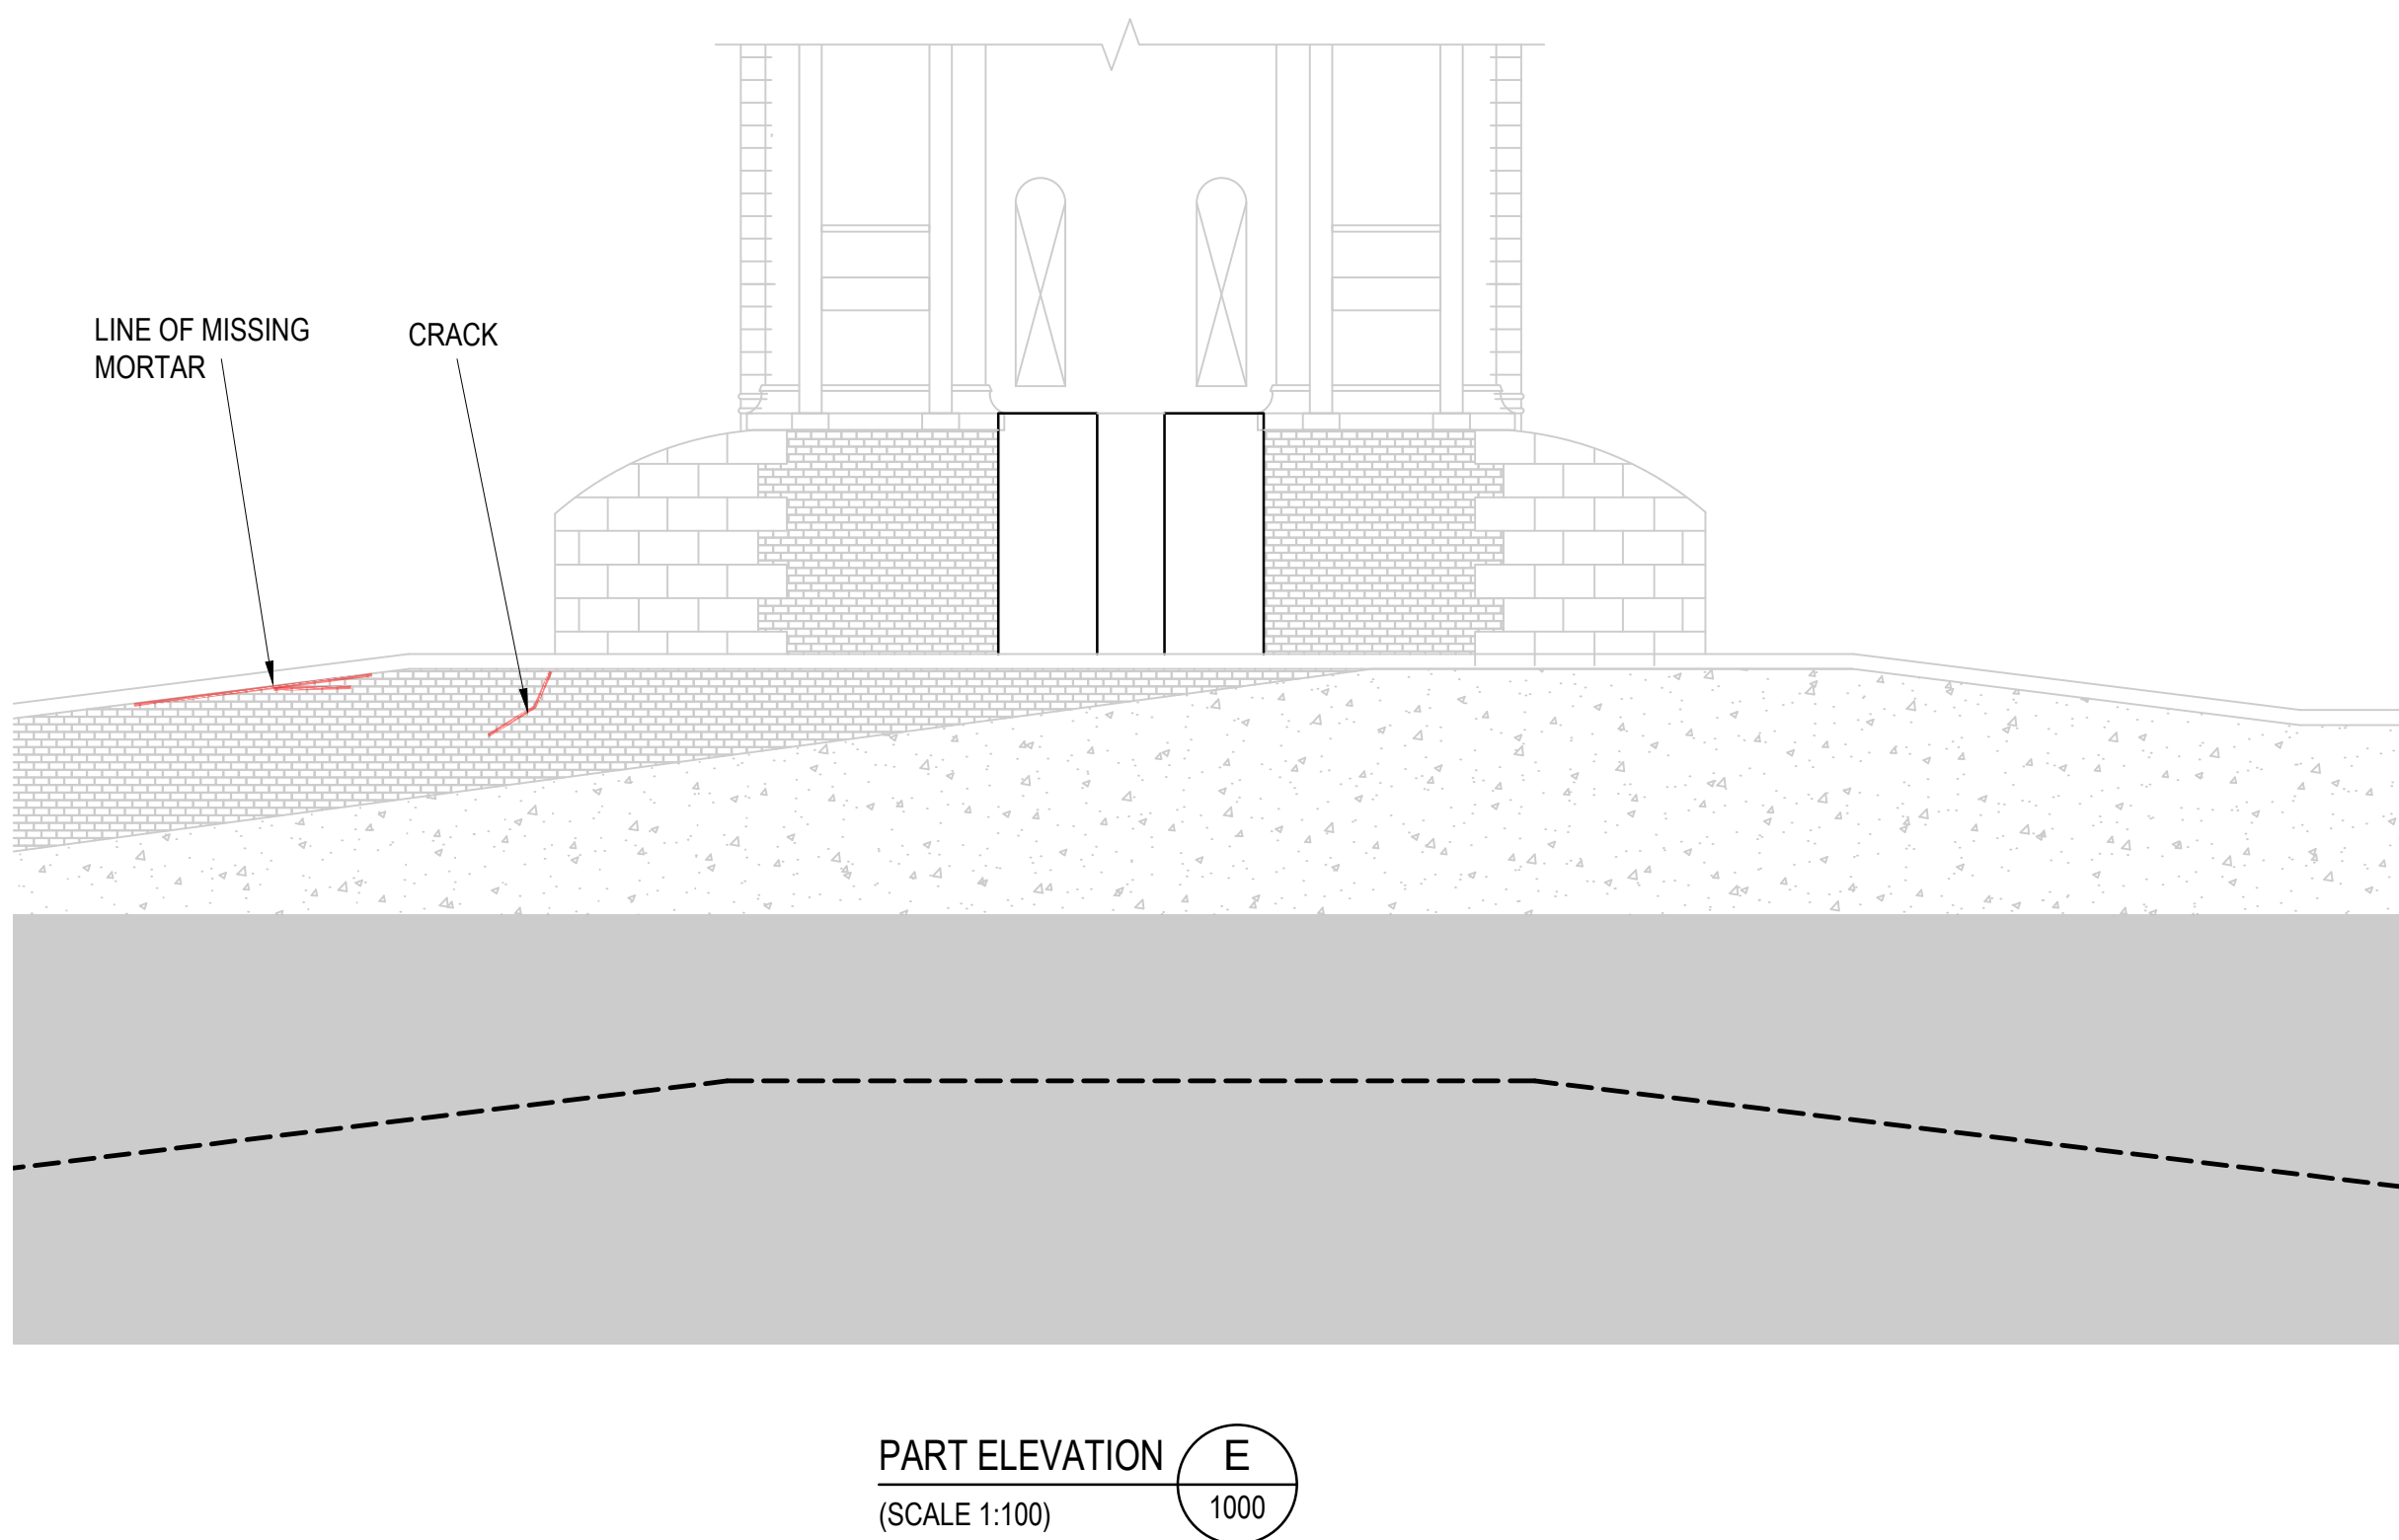 LINE OF MISSING
MORTAR
CRACK
PART ELEVATION
(SCALE 1:100)
E
1000